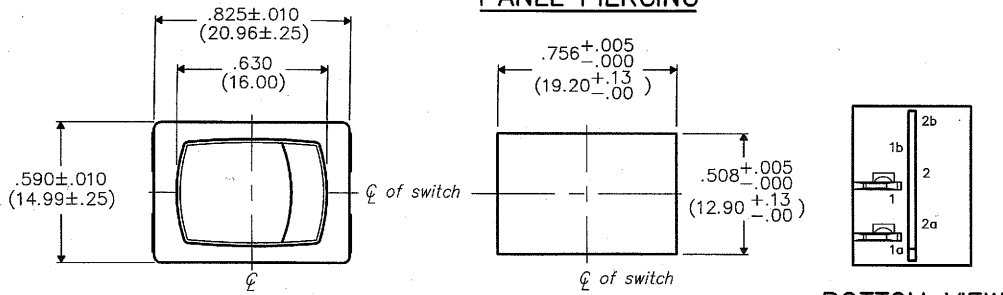 PANEL PIERCING
.825±.010
(20.96±.25)
.630
(16.00)
.590±.010
(14.99±.25)
℄ of switch
℄
.756+.005
-.000
(19.20+.13
-.00)
.508+.005
-.000
(12.90+.13
-.00)
℄ of switch
2b
1b
2
1
2a
1a
BOTTOM VIEW